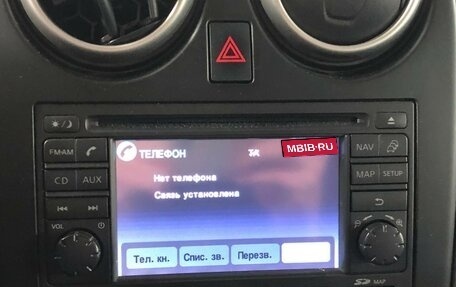 ТЕЛЕФОН TA MBIB-RU
FM-AM NAV
Нет телефона
CD AUX MAP SETUP
Связь установлена
VOL
Тел. кн. Спис. зв. Перезв.
SD MAP